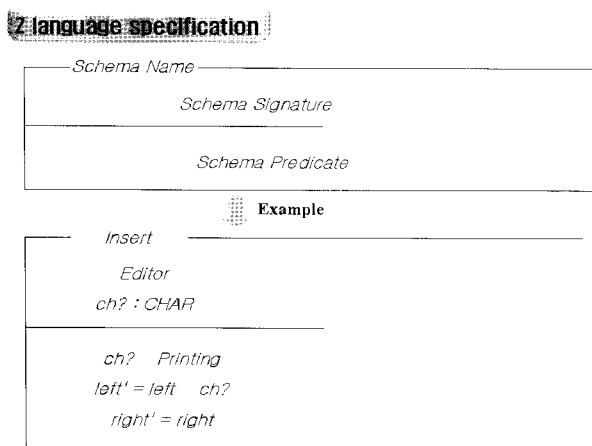 Z language specification
Schema Name
Schema Signature
Schema Predicate
Example
Insert
Editor
ch? : CHAR
ch? Printing
left' = left ch?
right' = right